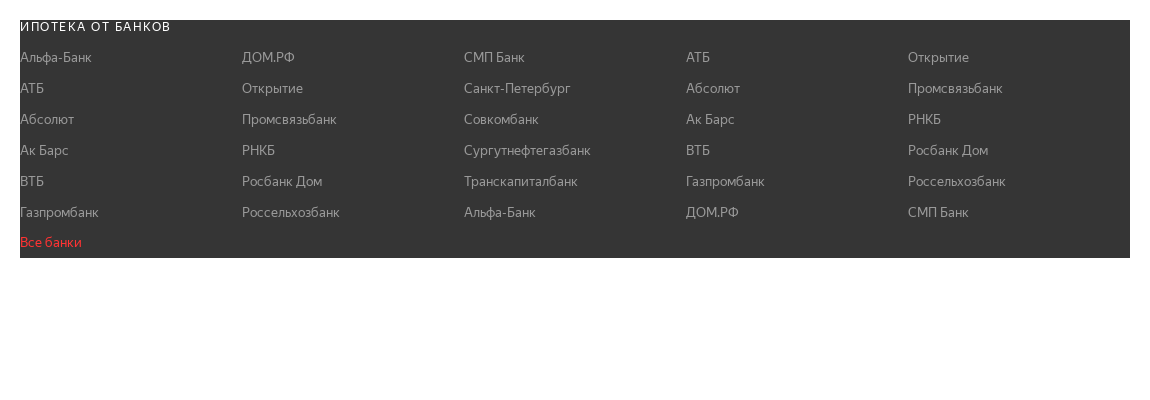 ИПОТЕКА ОТ БАНКОВ
Альфа-Банк
АТБ
Абсолют
Ак Барс
ВТБ
Газпромбанк
ДОМ.РФ
Открытие
Промсвязьбанк
РНКБ
Росбанк Дом
Россельхозбанк
СМП Банк
Санкт-Петербург
Совкомбанк
Сургутнефтегазбанк
Транскапиталбанк
Альфа-Банк
АТБ
Абсолют
Ак Барс
ВТБ
Газпромбанк
ДОМ.РФ
Открытие
Промсвязьбанк
РНКБ
Росбанк Дом
Россельхозбанк
СМП Банк
Все банки